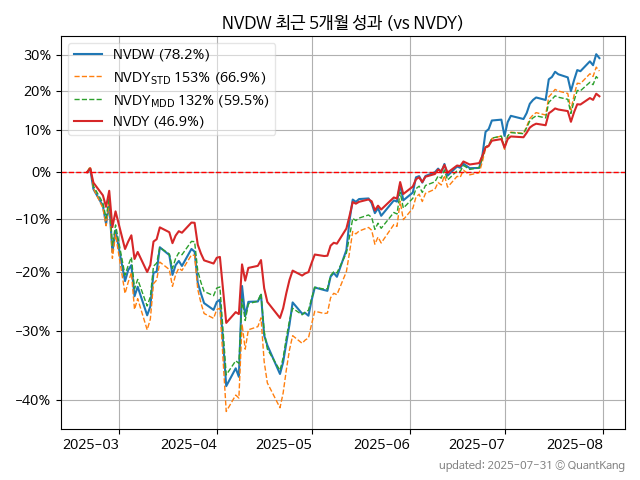 NVDW 최근 5개월 성과 (vs NVDY)
NVDW (78.2%)
NVDYSTD 153% (66.9%)
NVDYMDD 132% (59.5%)
NVDY (46.9%)
30%
20%
10%
0%
−10%
−20%
−30%
−40%
2025-03 2025-04 2025-05 2025-06 2025-07 2025-08
updated: 2025-07-31 © QuantKang